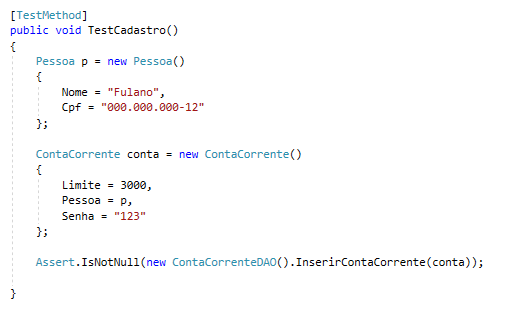 [TestMethod]
public void TestCadastro()
{
Pessoa p = new Pessoa()
{
Nome = "Fulano",
Cpf = "000.000.000-12"
};
ContaCorrente conta = new ContaCorrente()
{
Limite = 3000,
Pessoa = p,
Senha = "123"
};
Assert.IsNotNull(new ContaCorrenteDAO().InserirContaCorrente(conta));
}